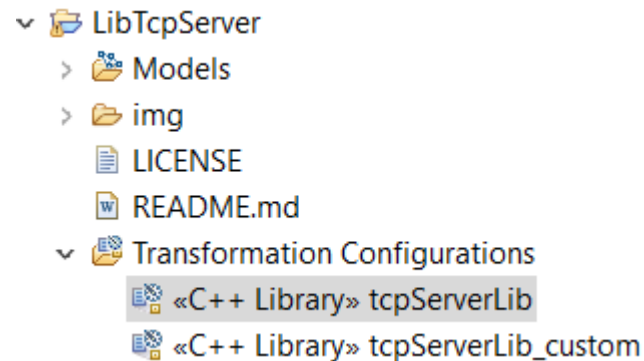 LibTcpServer
Models
img
LICENSE
README.md
Transformation Configurations
«C++ Library» tcpServerLib
«C++ Library» tcpServerLib_custom